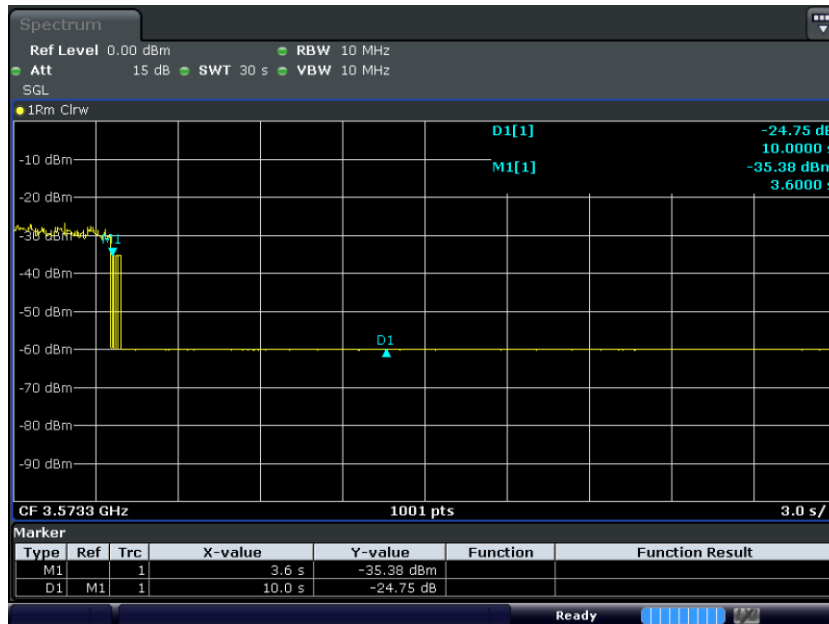 Spectrum
Ref Level 0.00 dBm RBW 10 MHz
Att 15 dB SWT 30 s VBW 10 MHz
SGL
1Rm Clrw
D1[1] -24.75 dB
10.0000 s
M1[1] -35.38 dBm
3.6000 s
-10 dBm
-20 dBm
-30 dBm
M1
-40 dBm
-50 dBm
D1
-60 dBm
-70 dBm
-80 dBm
-90 dBm
CF 3.5733 GHz 1001 pts 3.0 s/
Marker
Type Ref Trc X-value Y-value Function Function Result
M1 1 3.6 s -35.38 dBm
D1 M1 1 10.0 s -24.75 dB
Ready